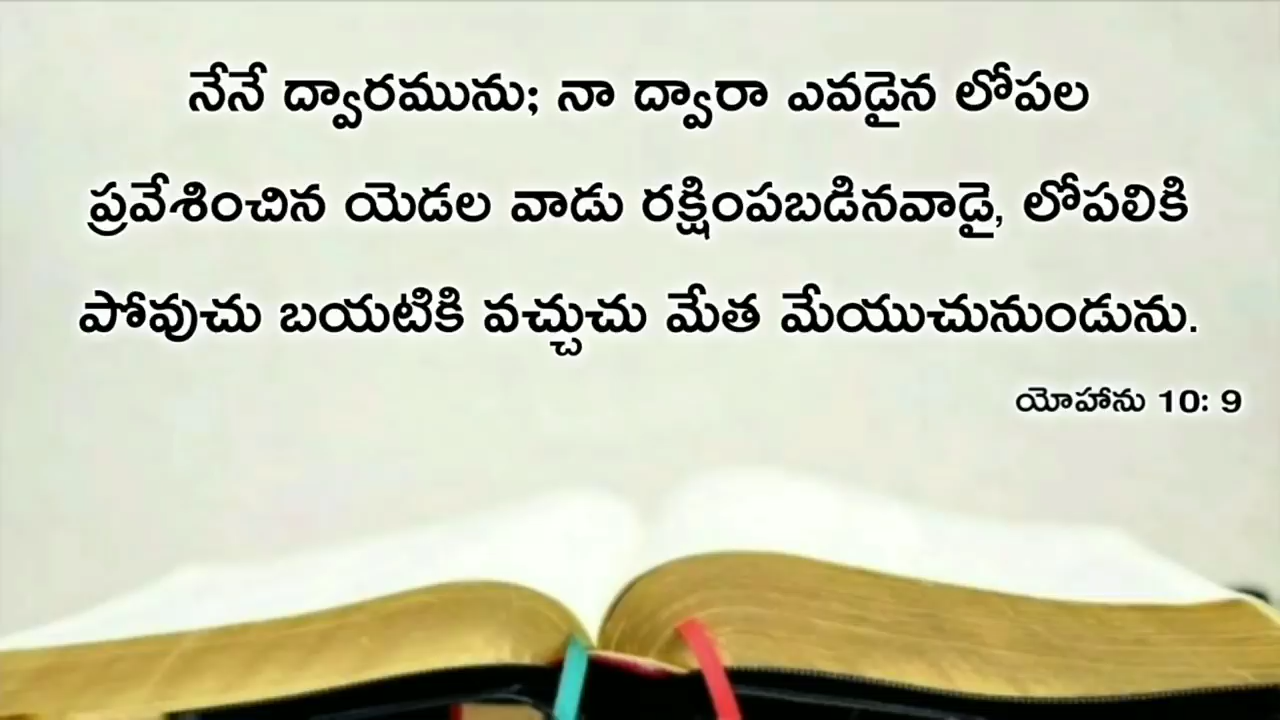 నేనే ద్వారమును; నా ద్వారా ఎవడైన లోపల
ప్రవేశించిన యెడల వాడు రక్షింపబడినవాడై, లోపలికి
పోవుచు బయటికి వచ్చుచు మేత మేయుచునుండును.
యోహాను 10: 9